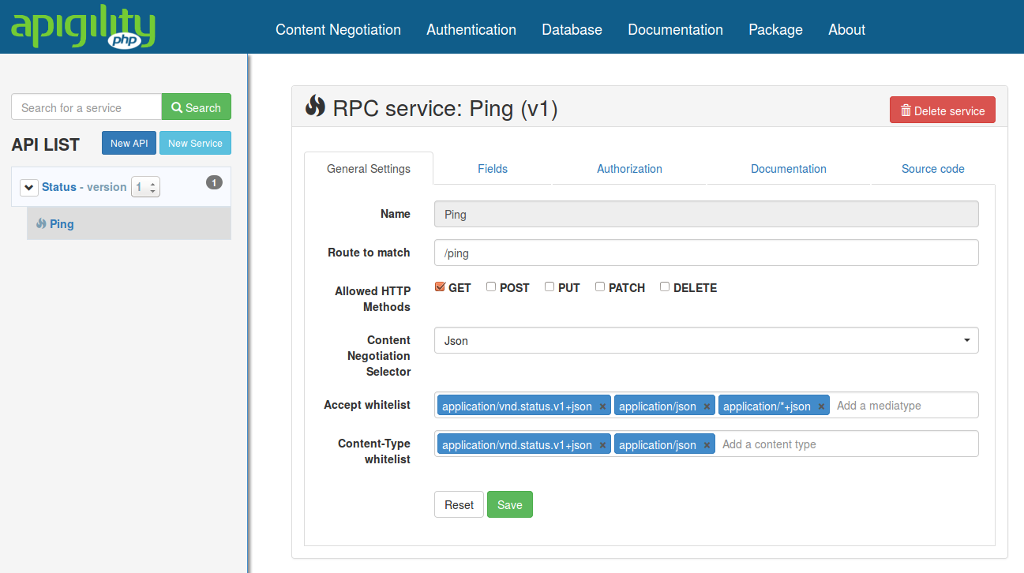 apigility
php
Content Negotiation Authentication Database Documentation Package About
Search for a service Search
API LIST New API New Service
Status - version 1 1
Ping
RPC service: Ping (v1) Delete service
General Settings Fields Authorization Documentation Source code
Name Ping
Route to match /ping
Allowed HTTP
Methods
GET POST PUT PATCH DELETE
Content
Negotiation
Selector
Json
Accept whitelist application/vnd.status.v1+json × application/json × application/*+json × Add a mediatype
Content-Type
whitelist
application/vnd.status.v1+json × application/json × Add a content type
Reset Save